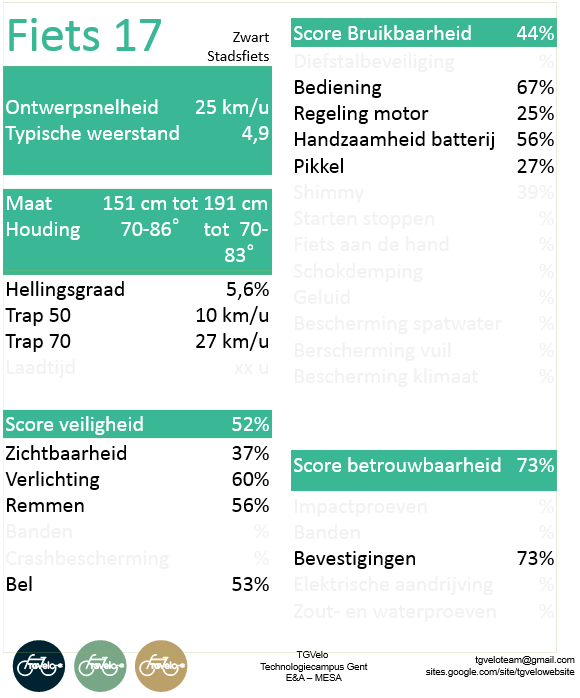 Fiets 17
Zwart
Stadsfiets
Ontwerpsnelheid 25 km/u
Typische weerstand 4,9
Maat 151 cm tot 191 cm
Houding 70-86° tot 70-
83°
Hellingsgraad 5,6%
Trap 50 10 km/u
Trap 70 27 km/u
Laadtijd xx u
Score veiligheid 52%
Zichtbaarheid 37%
Verlichting 60%
Remmen 56%
Banden %
Crashbescherming %
Bel 53%
Score Bruikbaarheid 44%
Diefstalbeveiliging %
Bediening 67%
Regeling motor 25%
Handzaamheid batterij 56%
Pikkel 27%
Shimmy 39%
Starten stoppen %
Fiets aan de hand %
Schokdemping %
Geluid %
Bescherming spatwater %
Berscherming vuil %
Bescherming klimaat %
Score betrouwbaarheid 73%
Impactproeven %
Banden %
Bevestigingen 73%
Elektrische aandrijving %
Zout- en waterproeven %
TGVelo
TGVelo
TGVelo
TGVelo
Technologiecampus Gent
E&A – MESA
tgveloteam@gmail.com
sites.google.com/site/tgvelowebsite